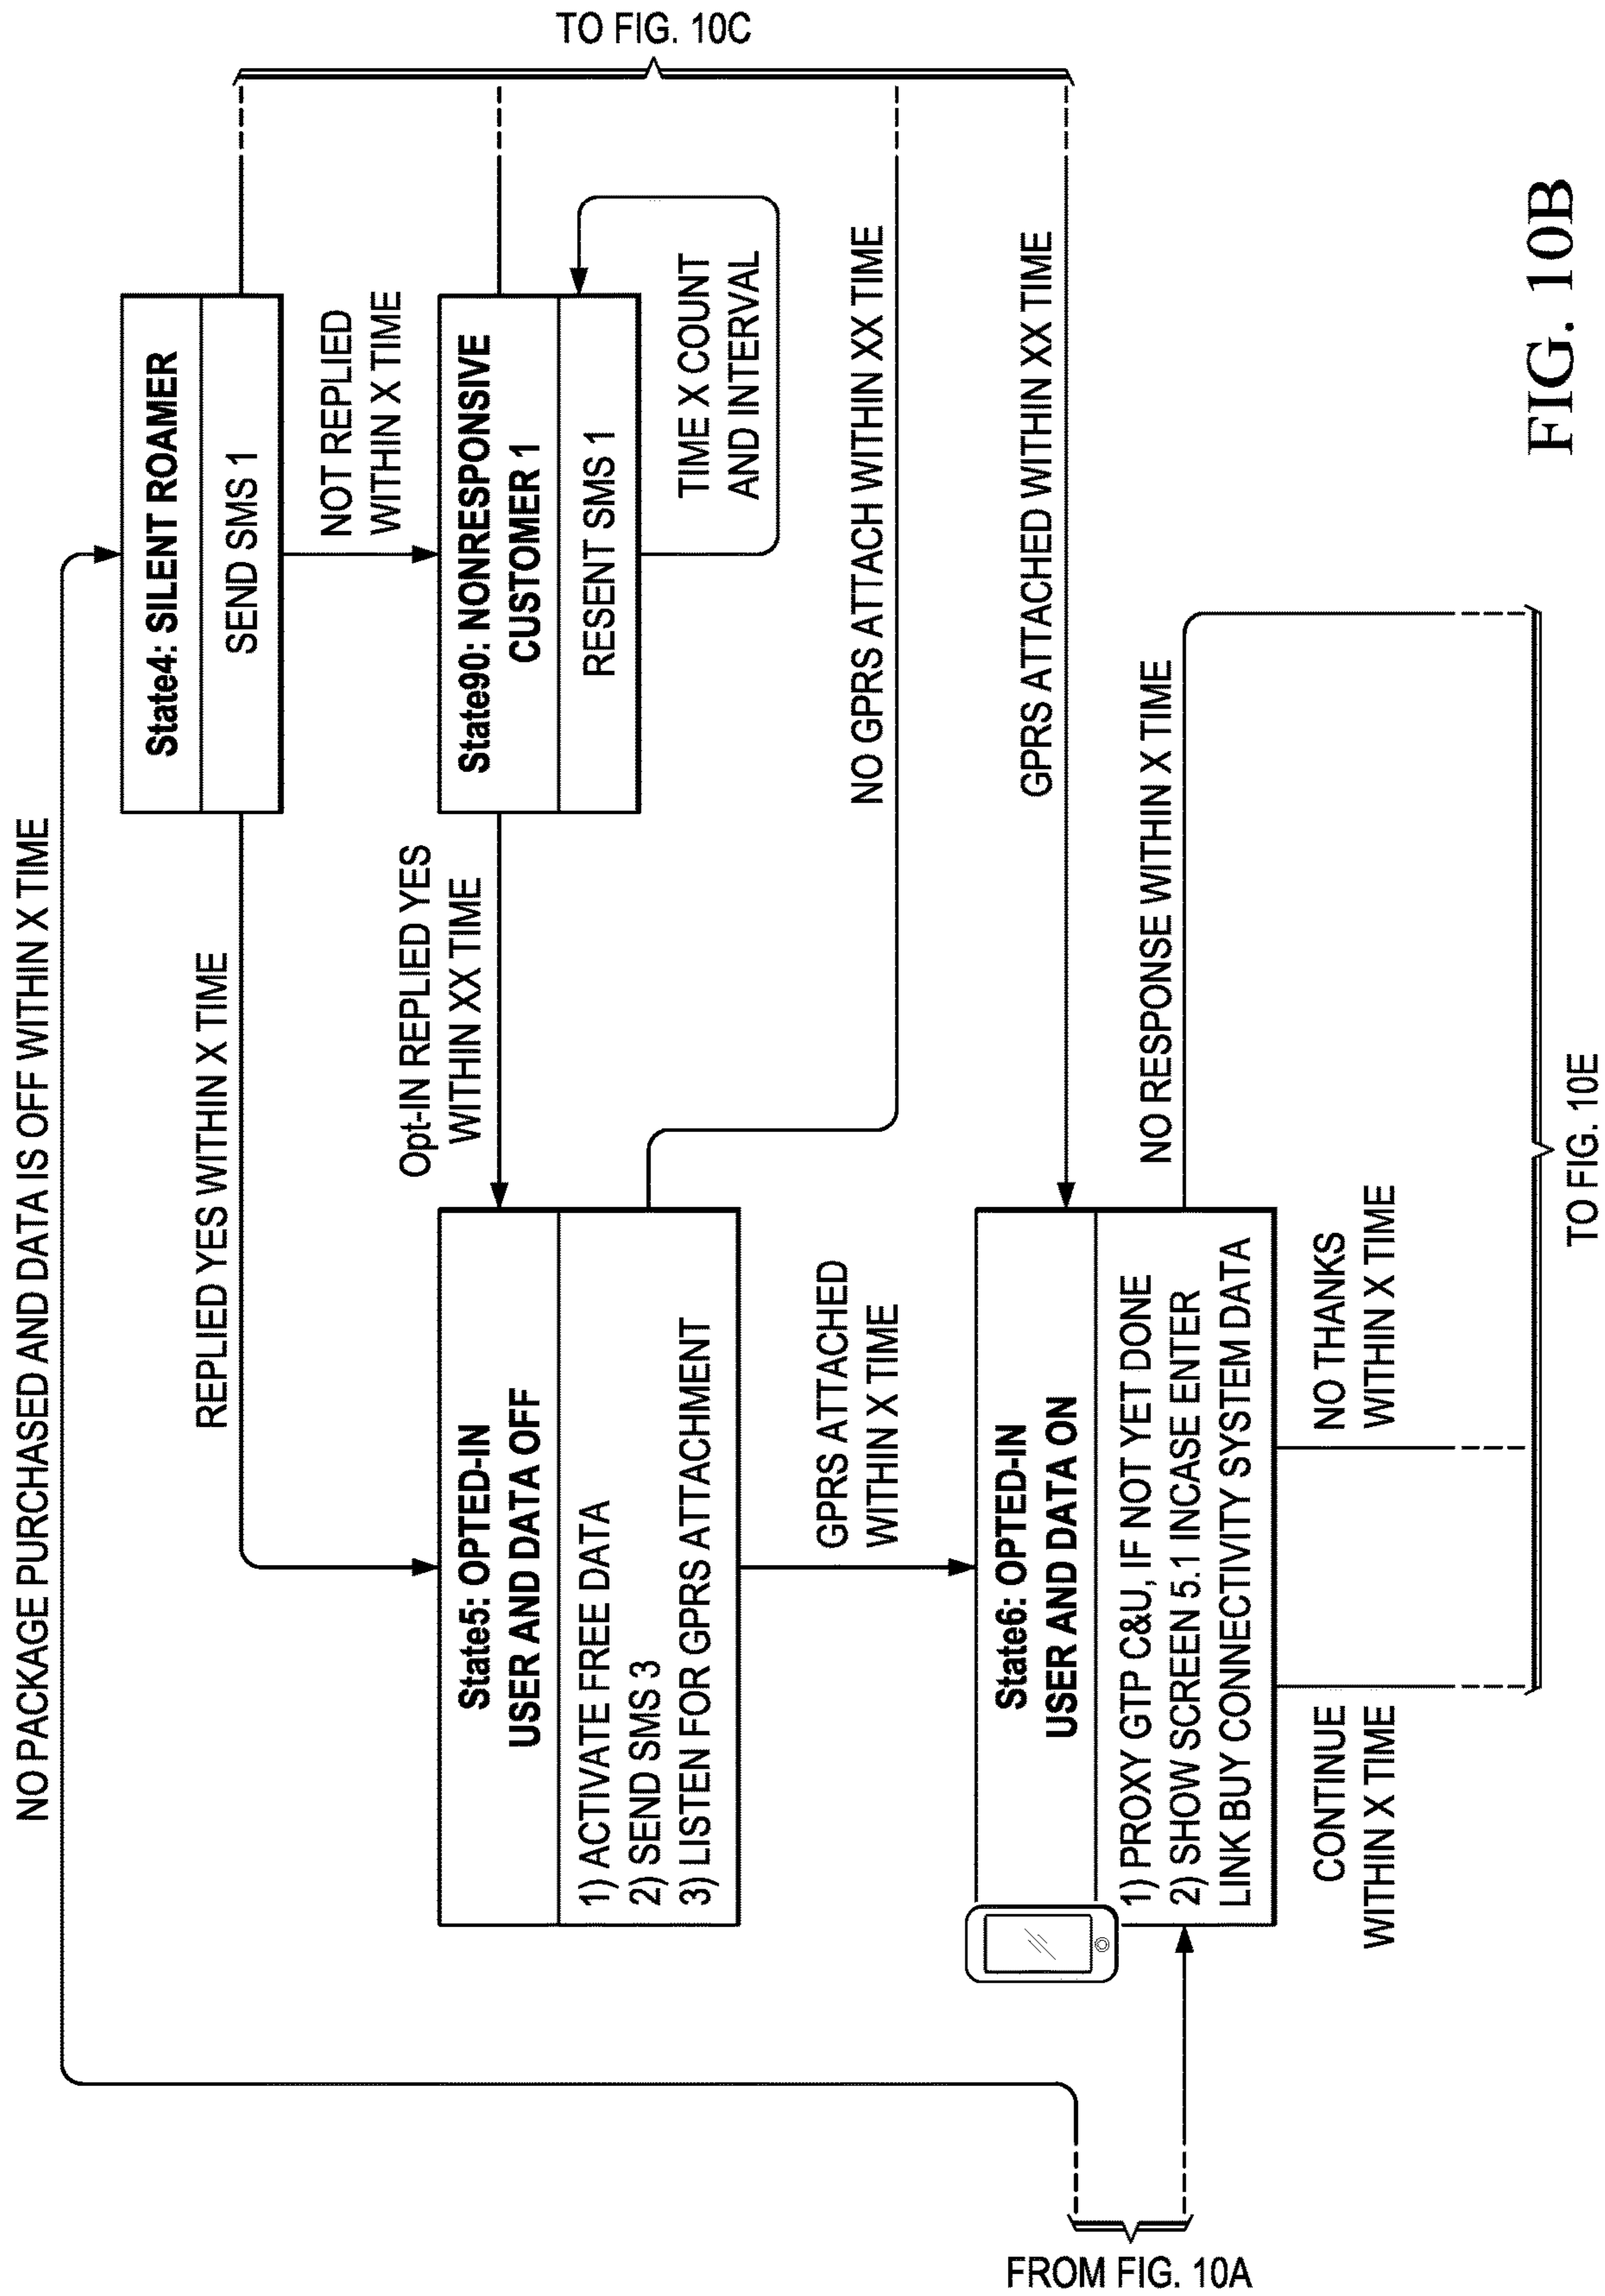 NO PACKAGE PURCHASED AND DATA IS OFF WITHIN X TIME
State4: SILENT ROAMER
SEND SMS 1
REPLIED YES WITHIN X TIME
NOT REPLIED
WITHIN X TIME
TO FIG. 10C
State90: NONRESPONSIVE
CUSTOMER 1
RESENT SMS 1
TIME X COUNT
AND INTERVAL
Opt-IN REPLIED YES
WITHIN XX TIME
State5: OPTED-IN
USER AND DATA OFF
1) ACTIVATE FREE DATA
2) SEND SMS 3
3) LISTEN FOR GPRS ATTACHMENT
NO GPRS ATTACH WITHIN XX TIME
GPRS ATTACHED
WITHIN X TIME
GPRS ATTACHED WITHIN XX TIME
State6: OPTED-IN
USER AND DATA ON
1) PROXY GTP C&U, IF NOT YET DONE
2) SHOW SCREEN 5.1 INCASE ENTER
LINK BUY CONNECTIVITY SYSTEM DATA
NO RESPONSE WITHIN X TIME
FROM FIG. 10A
CONTINUE
WITHIN X TIME
NO THANKS
WITHIN X TIME
TO FIG. 10E
FIG. 10B